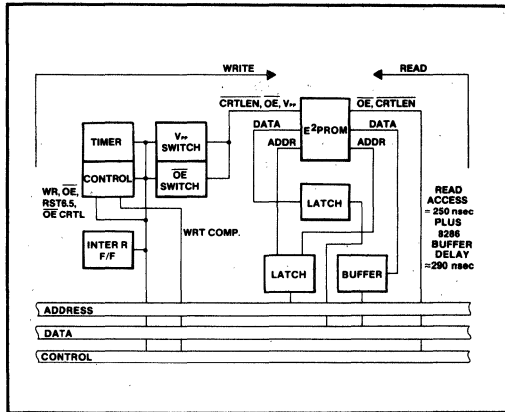 WRITE
READ
CRTLEN, OE, VPP
OE, CRTLEN
TIMER
VPP
SWITCH
E²PROM
DATA
DATA
ADDR
ADDR
CONTROL
OE
SWITCH
WR, OE,
RST6.5,
OE CRTL
LATCH
WRT COMP.
INTER R
F/F
LATCH
BUFFER
READ
ACCESS
= 250 nsec
PLUS
8286
BUFFER
DELAY
≈290 nsec
ADDRESS
DATA
CONTROL